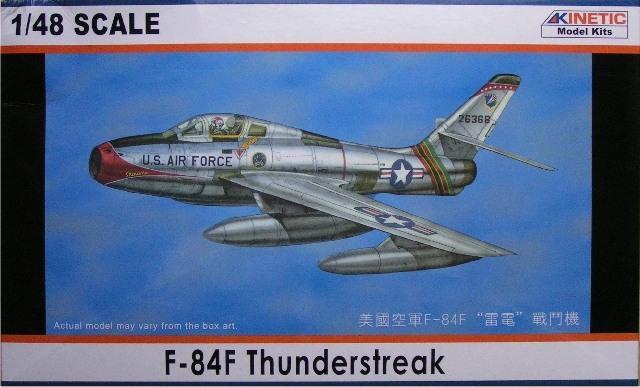 1/48 SCALE
KINETIC
Model Kits
26368
U.S. AIR FORCE
Actual model may vary from the box art.
美國空軍F-84F “雷電” 戰鬥機
F-84F Thunderstreak